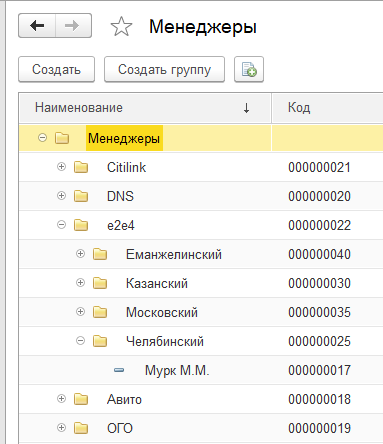 Менеджеры
Создать Создать группу
Наименование ↓ Код
Менеджеры
Citilink 000000021
DNS 000000020
e2e4 000000022
Еманжелинский 000000040
Казанский 000000030
Московский 000000035
Челябинский 000000025
Мурк М.М. 000000017
Авито 000000018
ОГО 000000019